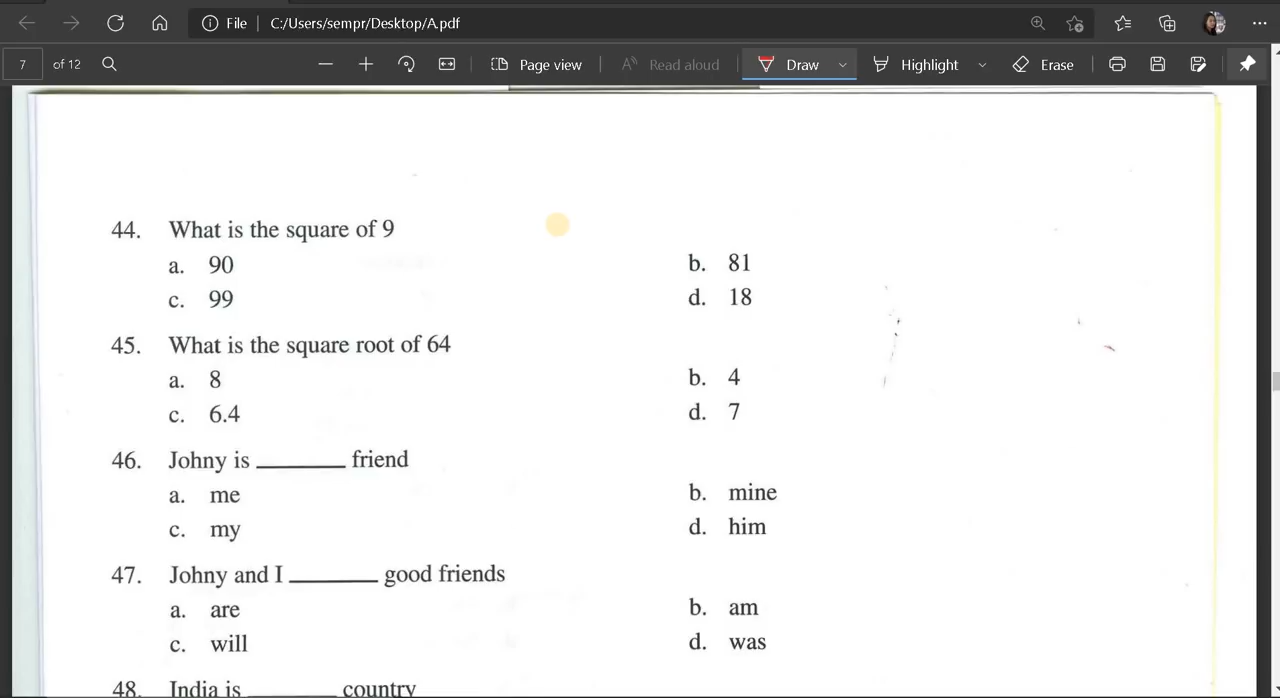 File | C:/Users/sempr/Desktop/A.pdf
7 of 12 Page view Read aloud Draw Highlight Erase
44. What is the square of 9
a. 90 b. 81
c. 99 d. 18
45. What is the square root of 64
a. 8 b. 4
c. 6.4 d. 7
46. Johny is ________ friend
a. me b. mine
c. my d. him
47. Johny and I ________ good friends
a. are b. am
c. will d. was
48. India is ________ country